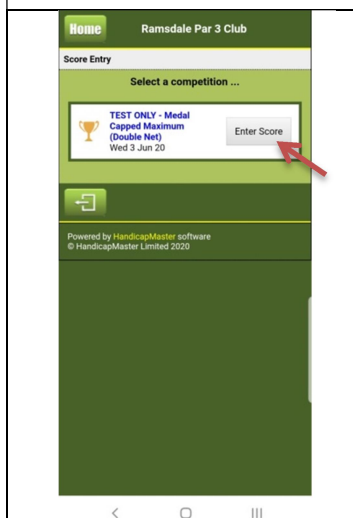 Home
Ramsdale Par 3 Club
Score Entry
Select a competition ...
TEST ONLY - Medal
Capped Maximum
(Double Net)
Wed 3 Jun 20
Enter Score
Powered by HandicapMaster software
© HandicapMaster Limited 2020